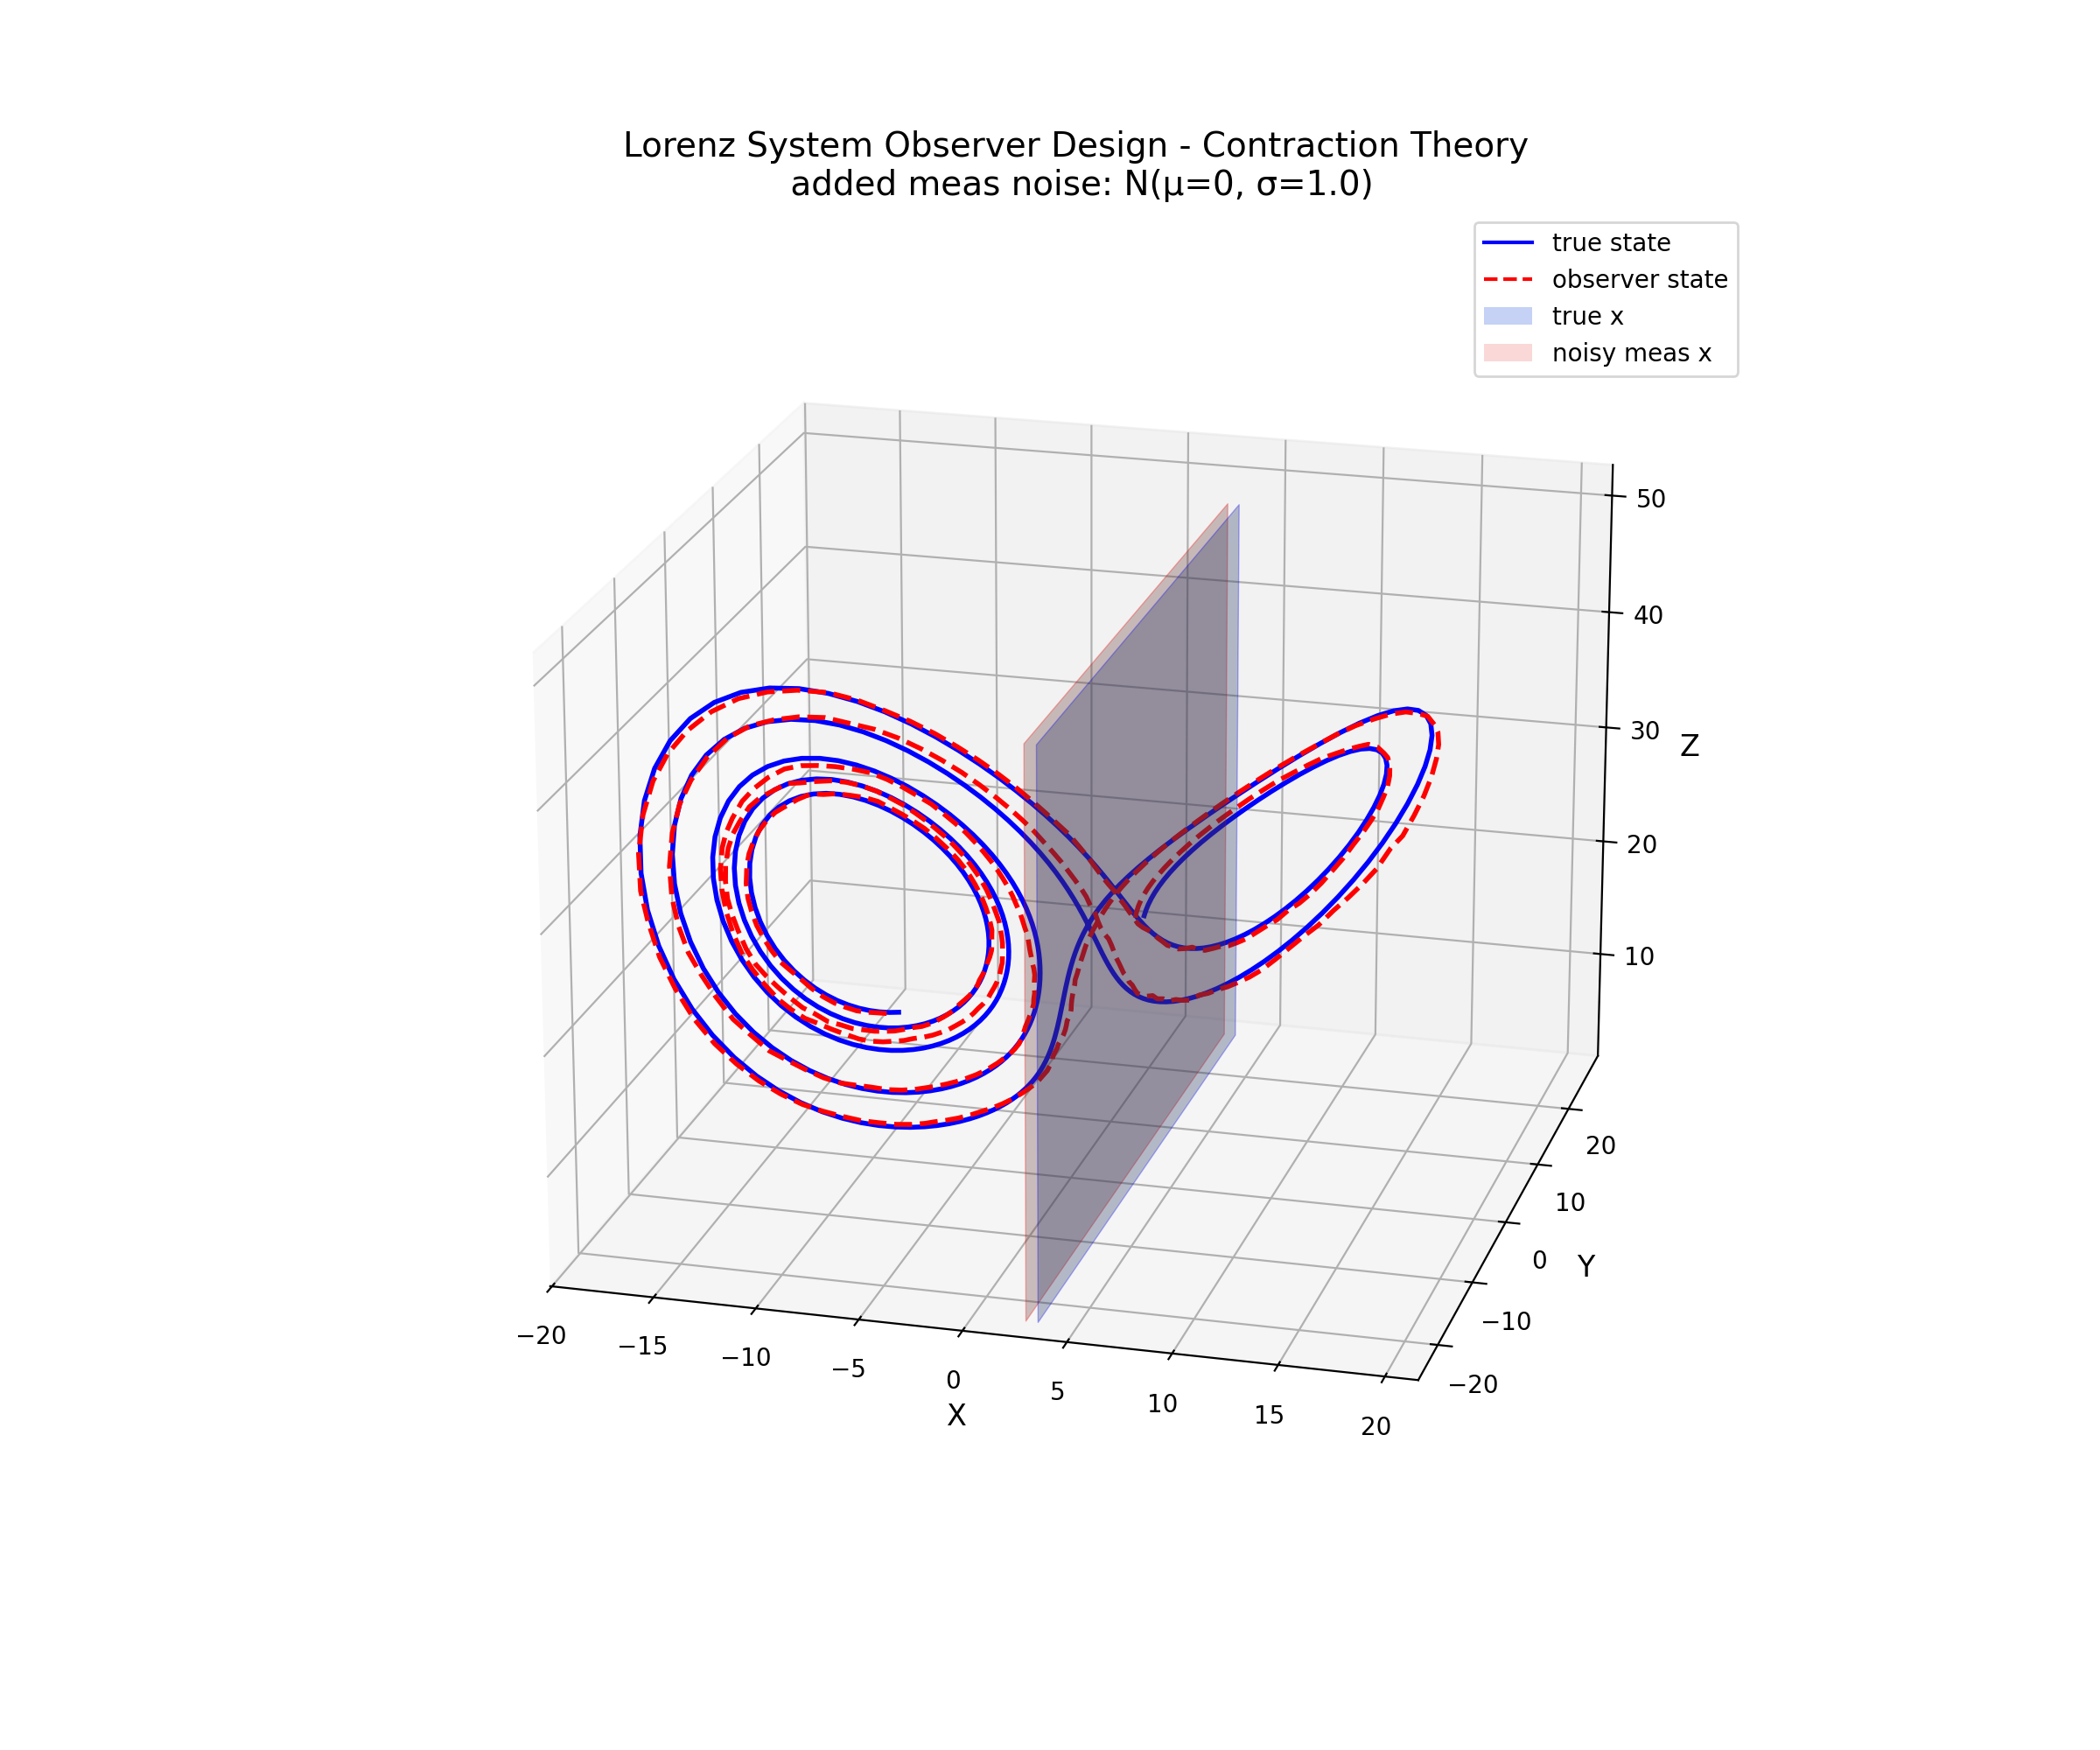 Lorenz System Observer Design - Contraction Theory
added meas noise: N(μ=0, σ=1.0)
true state
observer state
true x
noisy meas x
50
40
30
Z
20
10
20
10
0
Y
−10
−20
−20
−15
−10
−5
0
5
10
15
20
X